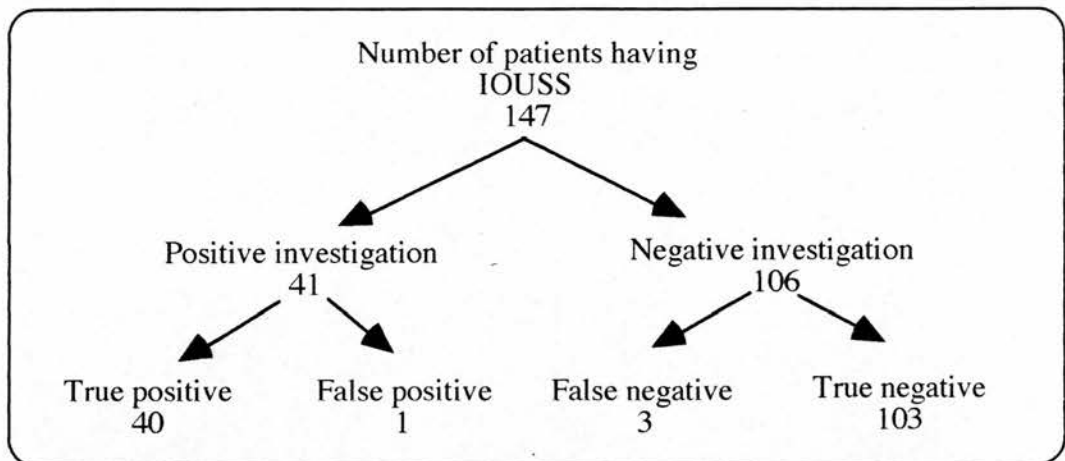 Number of patients having
IOUSS
147
Positive investigation
41
Negative investigation
106
True positive
40
False positive
1
False negative
3
True negative
103